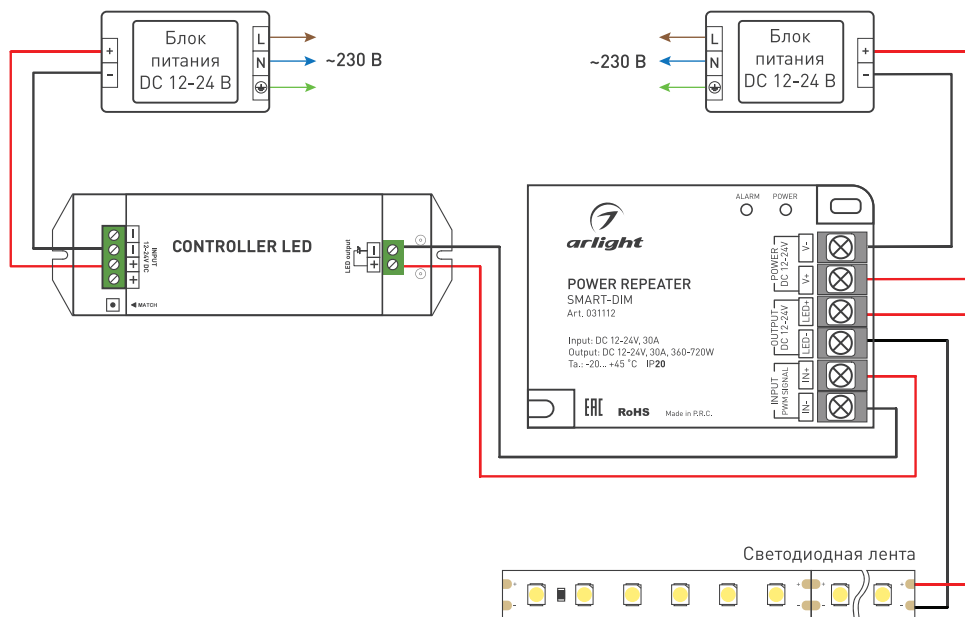 Блок
питания
DC 12-24 В
+
−
L
N
~230 В
Блок
питания
DC 12-24 В
L
N
+
−
~230 В
CONTROLLER LED
INPUT
12-24V DC
− − + +
MATCH
LED output
−
+
ALARM
POWER
arlight
POWER REPEATER
SMART-DIM
Art. 031112
Input: DC 12-24V, 30A
Output: DC 12-24V, 30A, 360-720W
Ta.: -20... +45 ˚C IP20
EAC RoHS Made in P.R.C.
POWER
DC 12-24V
V-
V+
OUTPUT
DC 12-24V
LED+
LED-
INPUT
PWM SIGNAL
IN+
IN-
Светодиодная лента
+ + + +
- - - -